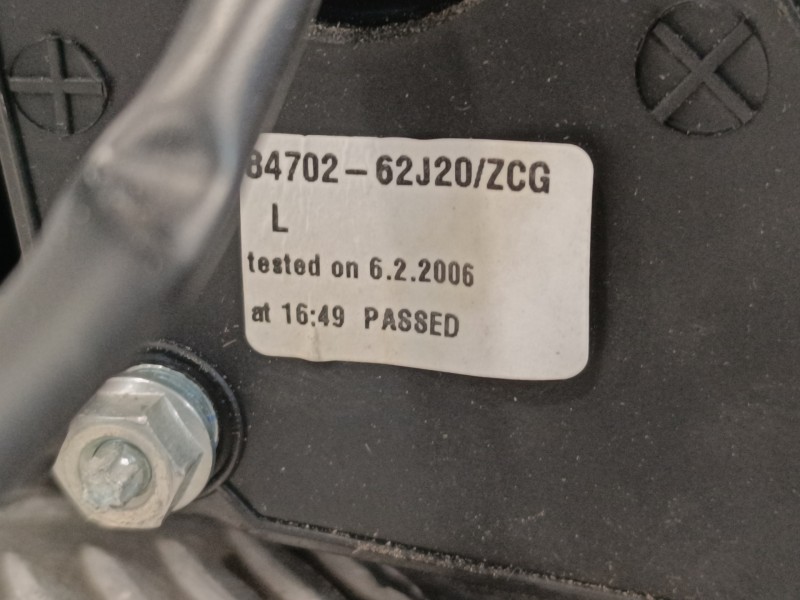 84702-62J20/ZCG
L
tested on 6.2.2006
at 16:49 PASSED